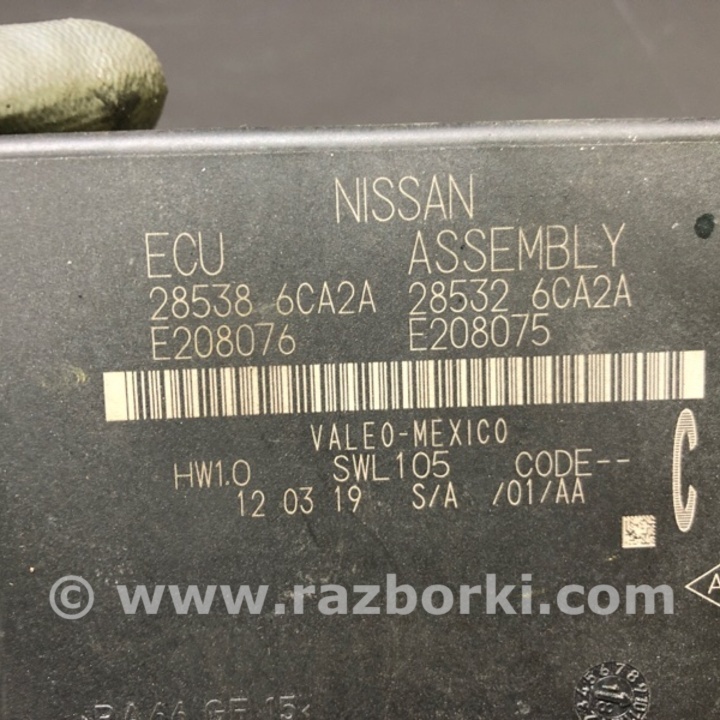 NISSAN
ECU ASSEMBLY
28538 6CA2A 28532 6CA2A
E208076 E208075
VALEO-MEXICO
HW1.0 SWL105 CODE--
12 03 19 S/A /01/AA
C
© www.razborki.com